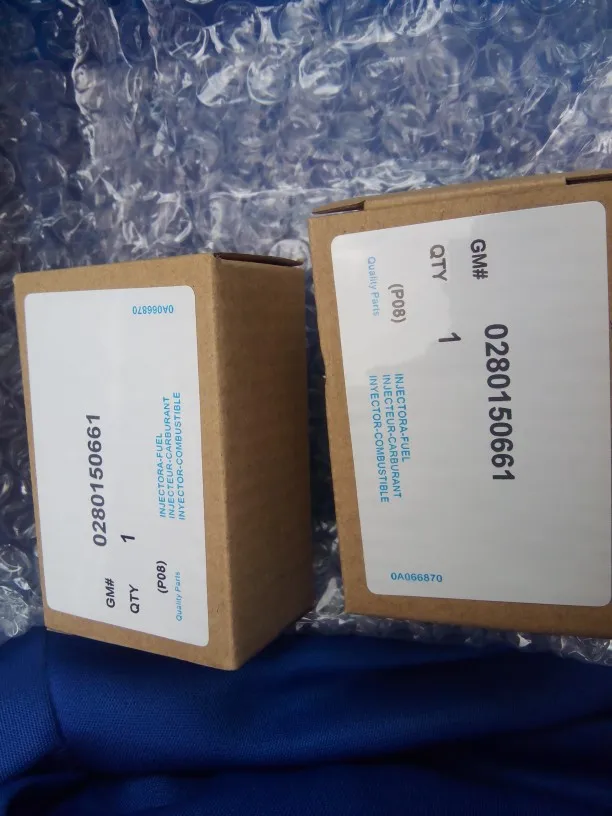 GM# 0280150661
QTY 1
(P08)
Quality Parts
INJECTORA-FUEL
INJECTEUR-CARBURANT
INYECTOR-COMBUSTIBLE
0A066870
GM# 0280150661
QTY 1
(P08)
Quality Parts
INJECTORA-FUEL
INJECTEUR-CARBURANT
INYECTOR-COMBUSTIBLE
0A066870